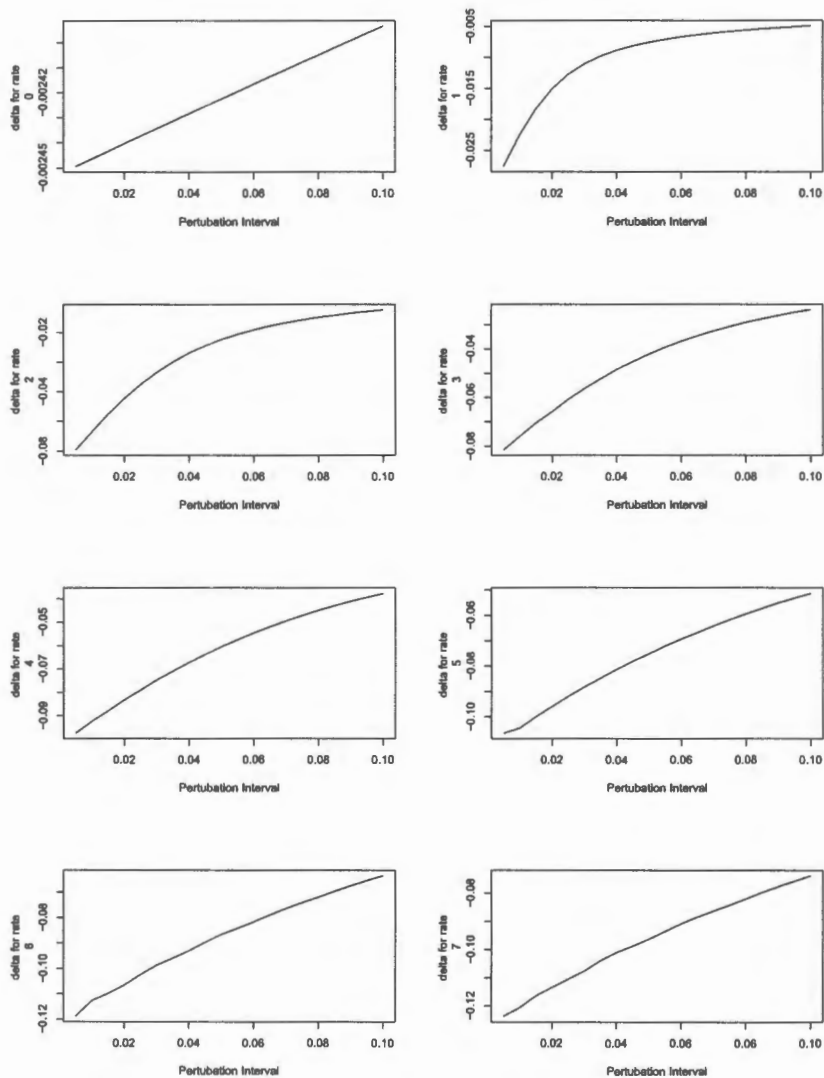 delta for rate
0
−0.00245
−0.00242
0.02 0.04 0.06 0.08 0.10
Pertubation Interval
delta for rate
1
−0.025
−0.015
−0.005
0.02 0.04 0.06 0.08 0.10
Pertubation Interval
delta for rate
2
−0.08
−0.04
−0.02
0.02 0.04 0.06 0.08 0.10
Pertubation Interval
delta for rate
3
−0.08
−0.06
−0.04
0.02 0.04 0.06 0.08 0.10
Pertubation Interval
delta for rate
4
−0.09
−0.07
−0.05
0.02 0.04 0.06 0.08 0.10
Pertubation Interval
delta for rate
5
−0.10
−0.08
−0.06
0.02 0.04 0.06 0.08 0.10
Pertubation Interval
delta for rate
6
−0.12
−0.10
−0.08
0.02 0.04 0.06 0.08 0.10
Pertubation Interval
delta for rate
7
−0.12
−0.10
−0.08
0.02 0.04 0.06 0.08 0.10
Pertubation Interval